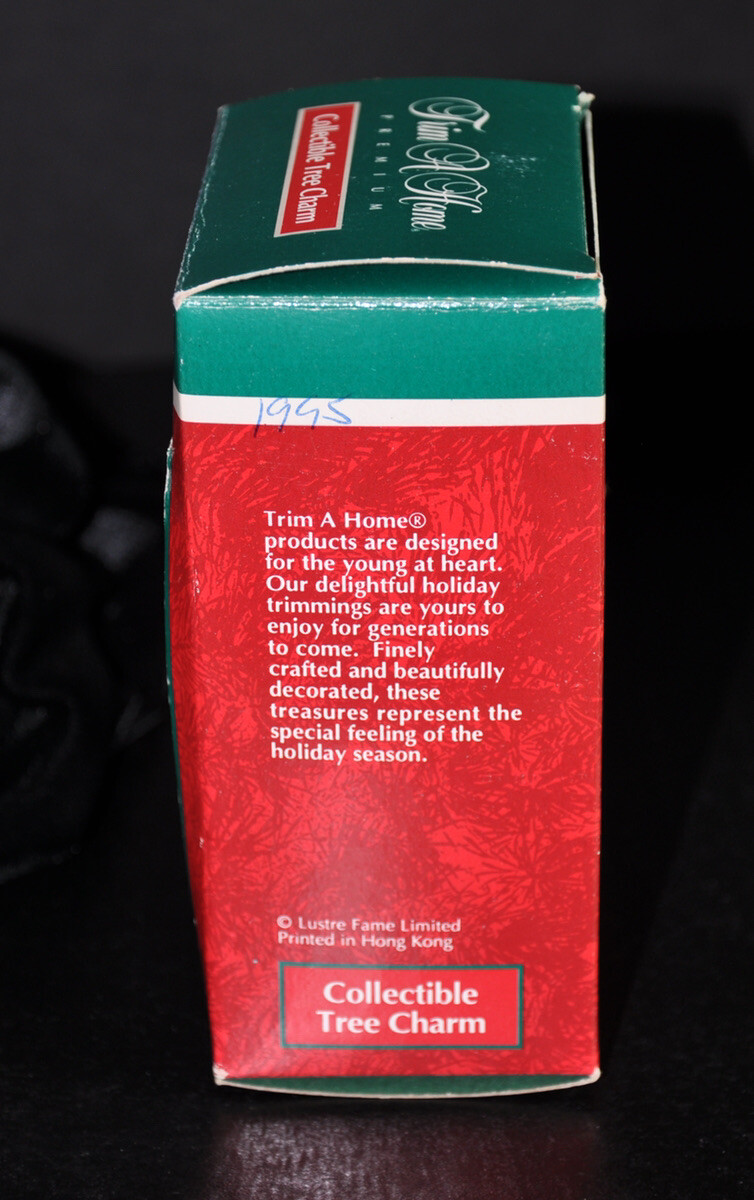 Trim A Home
PREMIUM
Collectible Tree Charm
1995
Trim A Home®
products are designed
for the young at heart.
Our delightful holiday
trimmings are yours to
enjoy for generations
to come. Finely
crafted and beautifully
decorated, these
treasures represent the
special feeling of the
holiday season.
© Lustre Fame Limited
Printed in Hong Kong
Collectible
Tree Charm